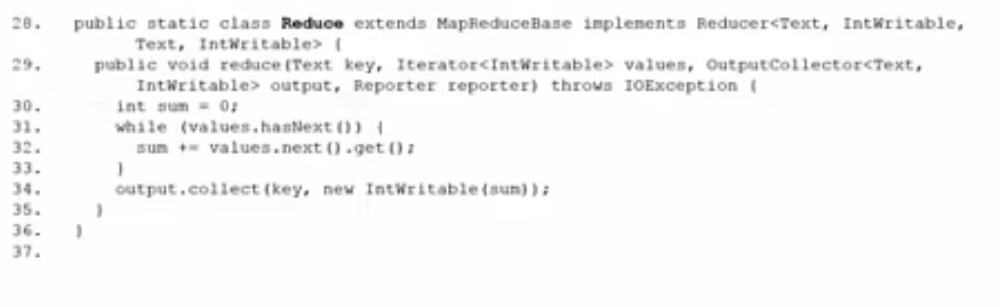 28. public static class Reduce extends MapReduceBase implements Reducer<Text, IntWritable,
Text, IntWritable> {
29. public void reduce(Text key, Iterator<IntWritable> values, OutputCollector<Text,
IntWritable> output, Reporter reporter) throws IOException {
30. int sum = 0;
31. while (values.hasNext()) {
32. sum += values.next().get();
33. }
34. output.collect(key, new IntWritable(sum));
35. }
36. }
37.